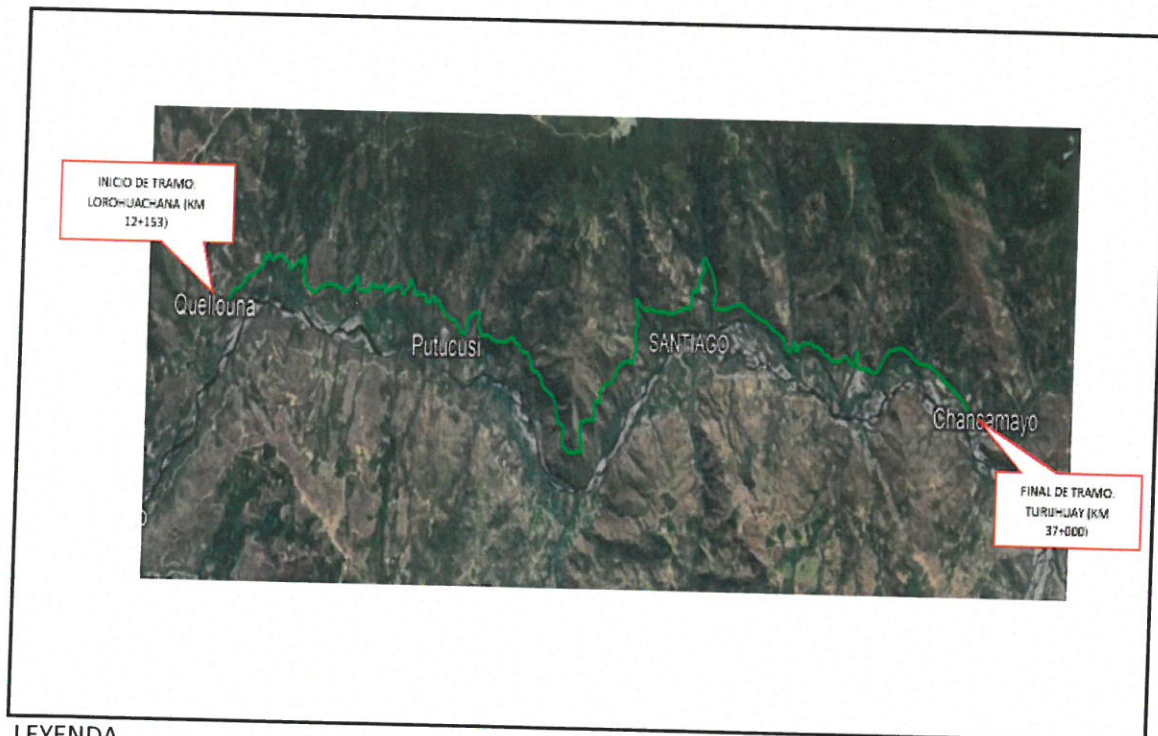 INICIO DE TRAMO.
LOROHUACHANA (KM
12+153)
Quellouna
Putucusi
SANTIAGO
Chancamayo
FINAL DE TRAMO.
TURUHUAY (KM
37+000)
LEYENDA